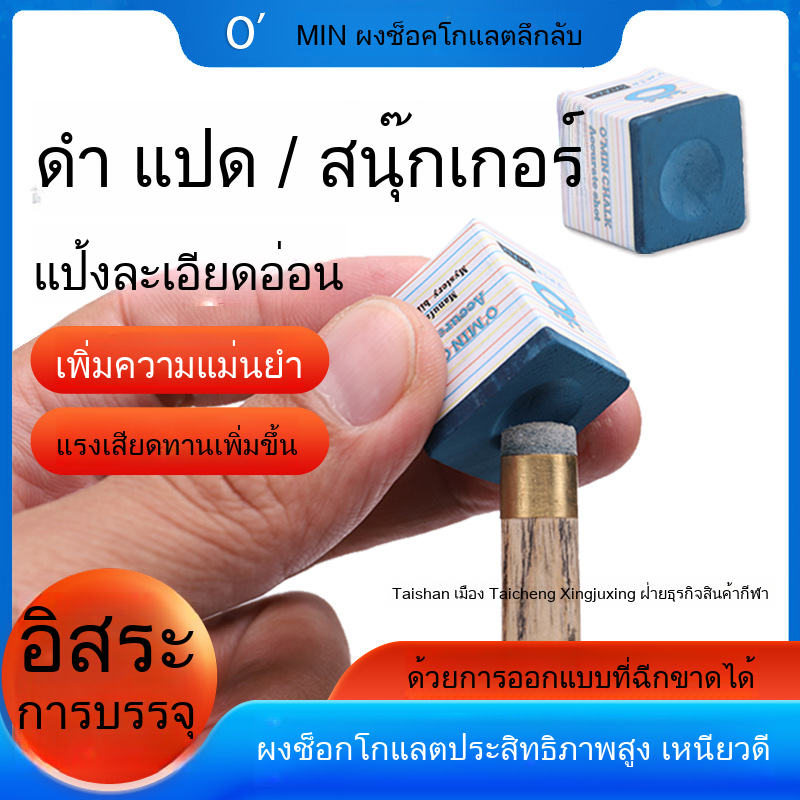 O’ MIN ผงช็อคโกแลตลึกลับ
ดำ แปด / สนุ๊กเกอร์
O'MIN CHALK
Accurate shot
แป้งละเอียดอ่อน
เพิ่มความแม่นยำ
แรงเสียดทานเพิ่มขึ้น
Taishan เมือง Taicheng Xingjuxing ฝ่ายธุรกิจสินค้ากีฬา
อิสระ
การบรรจุ
ด้วยการออกแบบที่ฉีกขาดได้
ผงช็อกโกแลตประสิทธิภาพสูง เหนียวดี